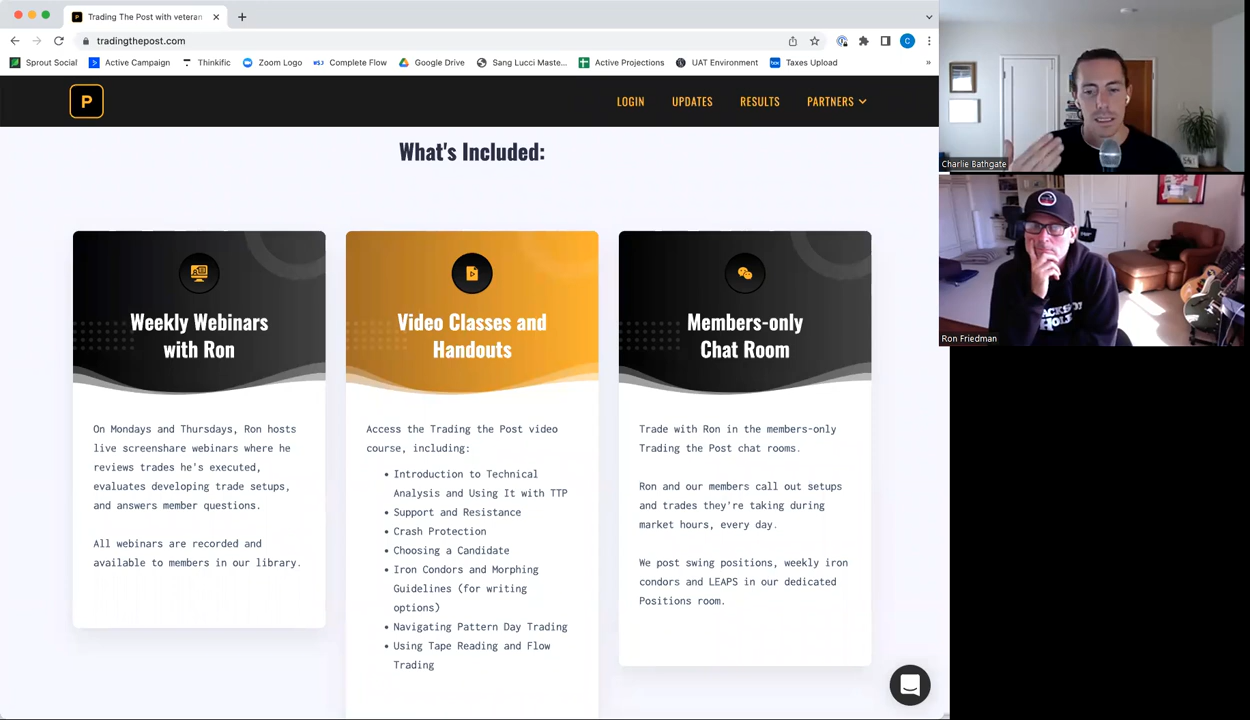 Trading The Post with veteran
tradingthepost.com
C
Sprout Social
Active Campaign
Thinkific
Zoom Logo
Complete Flow
Google Drive
Sang Lucci Maste...
Active Projections
UAT Environment
Taxes Upload
»
P
LOGIN
UPDATES
RESULTS
PARTNERS
What's Included:
Weekly Webinars
with Ron
On Mondays and Thursdays, Ron hosts
live screenshare webinars where he
reviews trades he's executed,
evaluates developing trade setups,
and answers member questions.
All webinars are recorded and
available to members in our library.
Video Classes and
Handouts
Access the Trading the Post video
course, including:
• Introduction to Technical
Analysis and Using It with TTP
• Support and Resistance
• Crash Protection
• Choosing a Candidate
• Iron Condors and Morphing
Guidelines (for writing
options)
• Navigating Pattern Day Trading
• Using Tape Reading and Flow
Trading
Members-only
Chat Room
Trade with Ron in the members-only
Trading the Post chat rooms.
Ron and our members call out setups
and trades they're taking during
market hours, every day.
We post swing positions, weekly iron
condors and LEAPS in our dedicated
Positions room.
Charlie Bathgate
JACKSON
HOLE
Ron Friedman